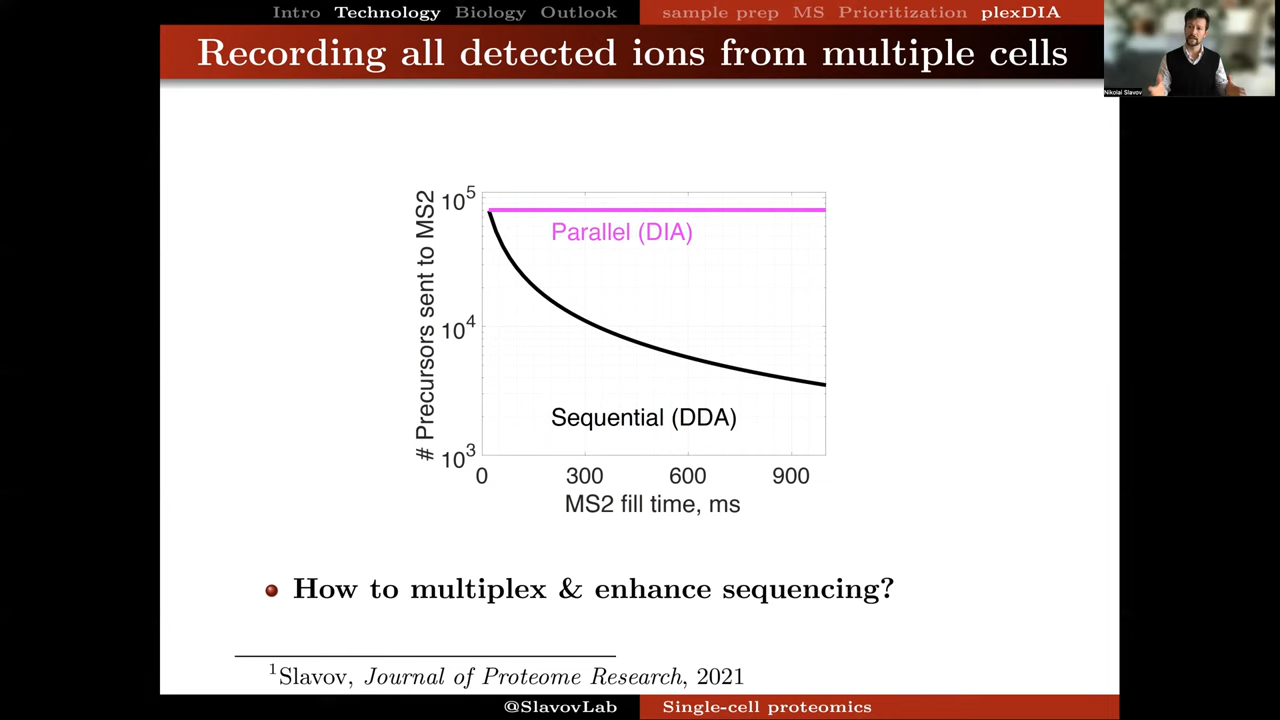 Intro Technology Biology Outlook sample prep MS Prioritization plexDIA
Recording all detected ions from multiple cells
Nikolai Slavov
# Precursors sent to MS2
10^5
10^4
10^3
Parallel (DIA)
Sequential (DDA)
0 300 600 900
MS2 fill time, ms
How to multiplex & enhance sequencing?
1Slavov, Journal of Proteome Research, 2021
@SlavovLab Single-cell proteomics